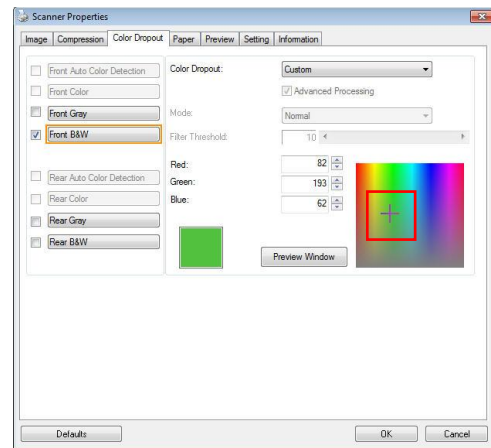 Scanner Properties
Image Compression Color Dropout Paper Preview Setting Information
Front Auto Color Detection
Front Color
Front Gray
Front B&W
Rear Auto Color Detection
Rear Color
Rear Gray
Rear B&W
Color Dropout: Custom
Advanced Processing
Mode: Normal
Filter Threshold: 10
Red: 82
Green: 193
Blue: 62
Preview Window
Defaults OK Cancel